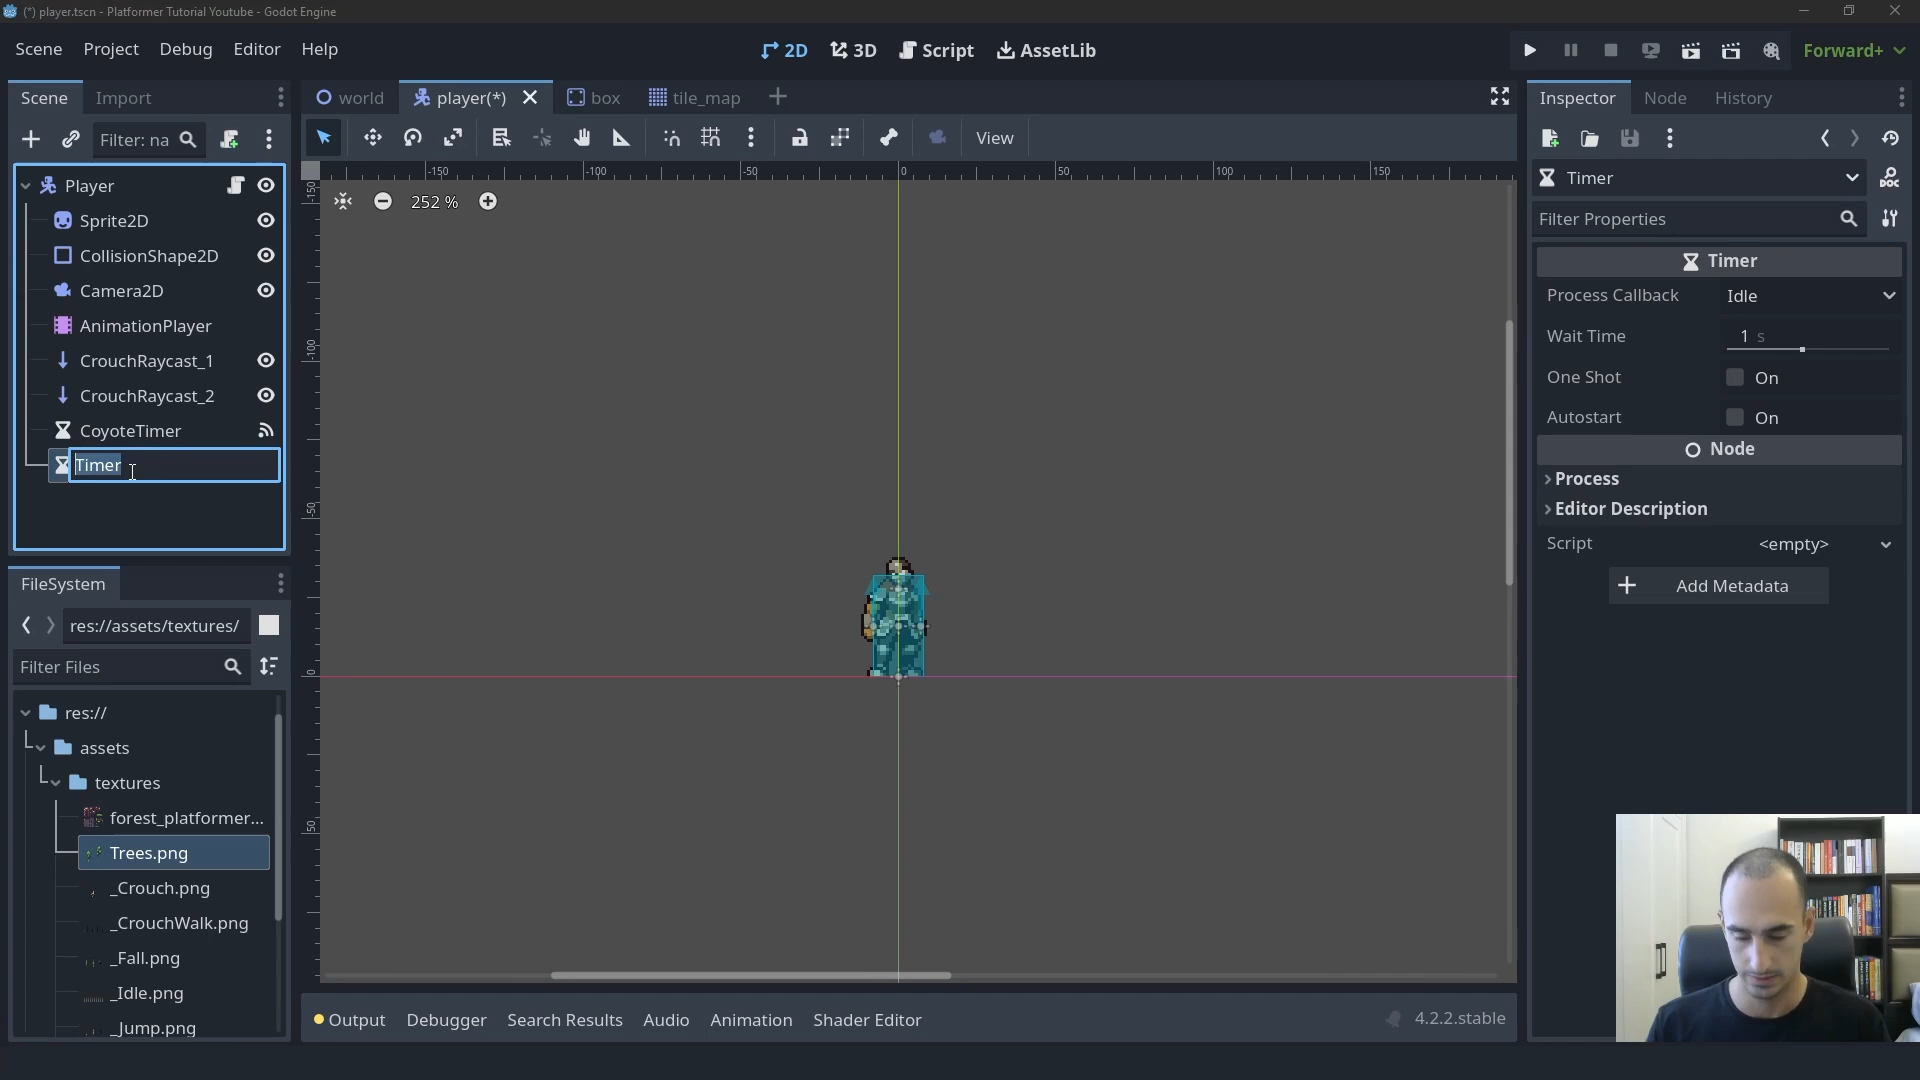 (*) player.tscn - Platformer Tutorial Youtube - Godot Engine
Scene Project Debug Editor Help
2D 3D Script AssetLib
Forward+
Scene Import
Filter: na
Player
Sprite2D
CollisionShape2D
Camera2D
AnimationPlayer
CrouchRaycast_1
CrouchRaycast_2
CoyoteTimer
Timer
FileSystem
res://assets/textures/
Filter Files
res://
assets
textures
forest_platformer...
Trees.png
_Crouch.png
_CrouchWalk.png
_Fall.png
_Idle.png
_Jump.png
world player(*) box tile_map
View
-150 -100 -50 0 50 100 150
-150
-100
-50
0
50
252 %
Output Debugger Search Results Audio Animation Shader Editor
4.2.2.stable
Inspector Node History
Timer
Filter Properties
Timer
Process Callback Idle
Wait Time 1 s
One Shot On
Autostart On
Node
Process
Editor Description
Script <empty>
Add Metadata